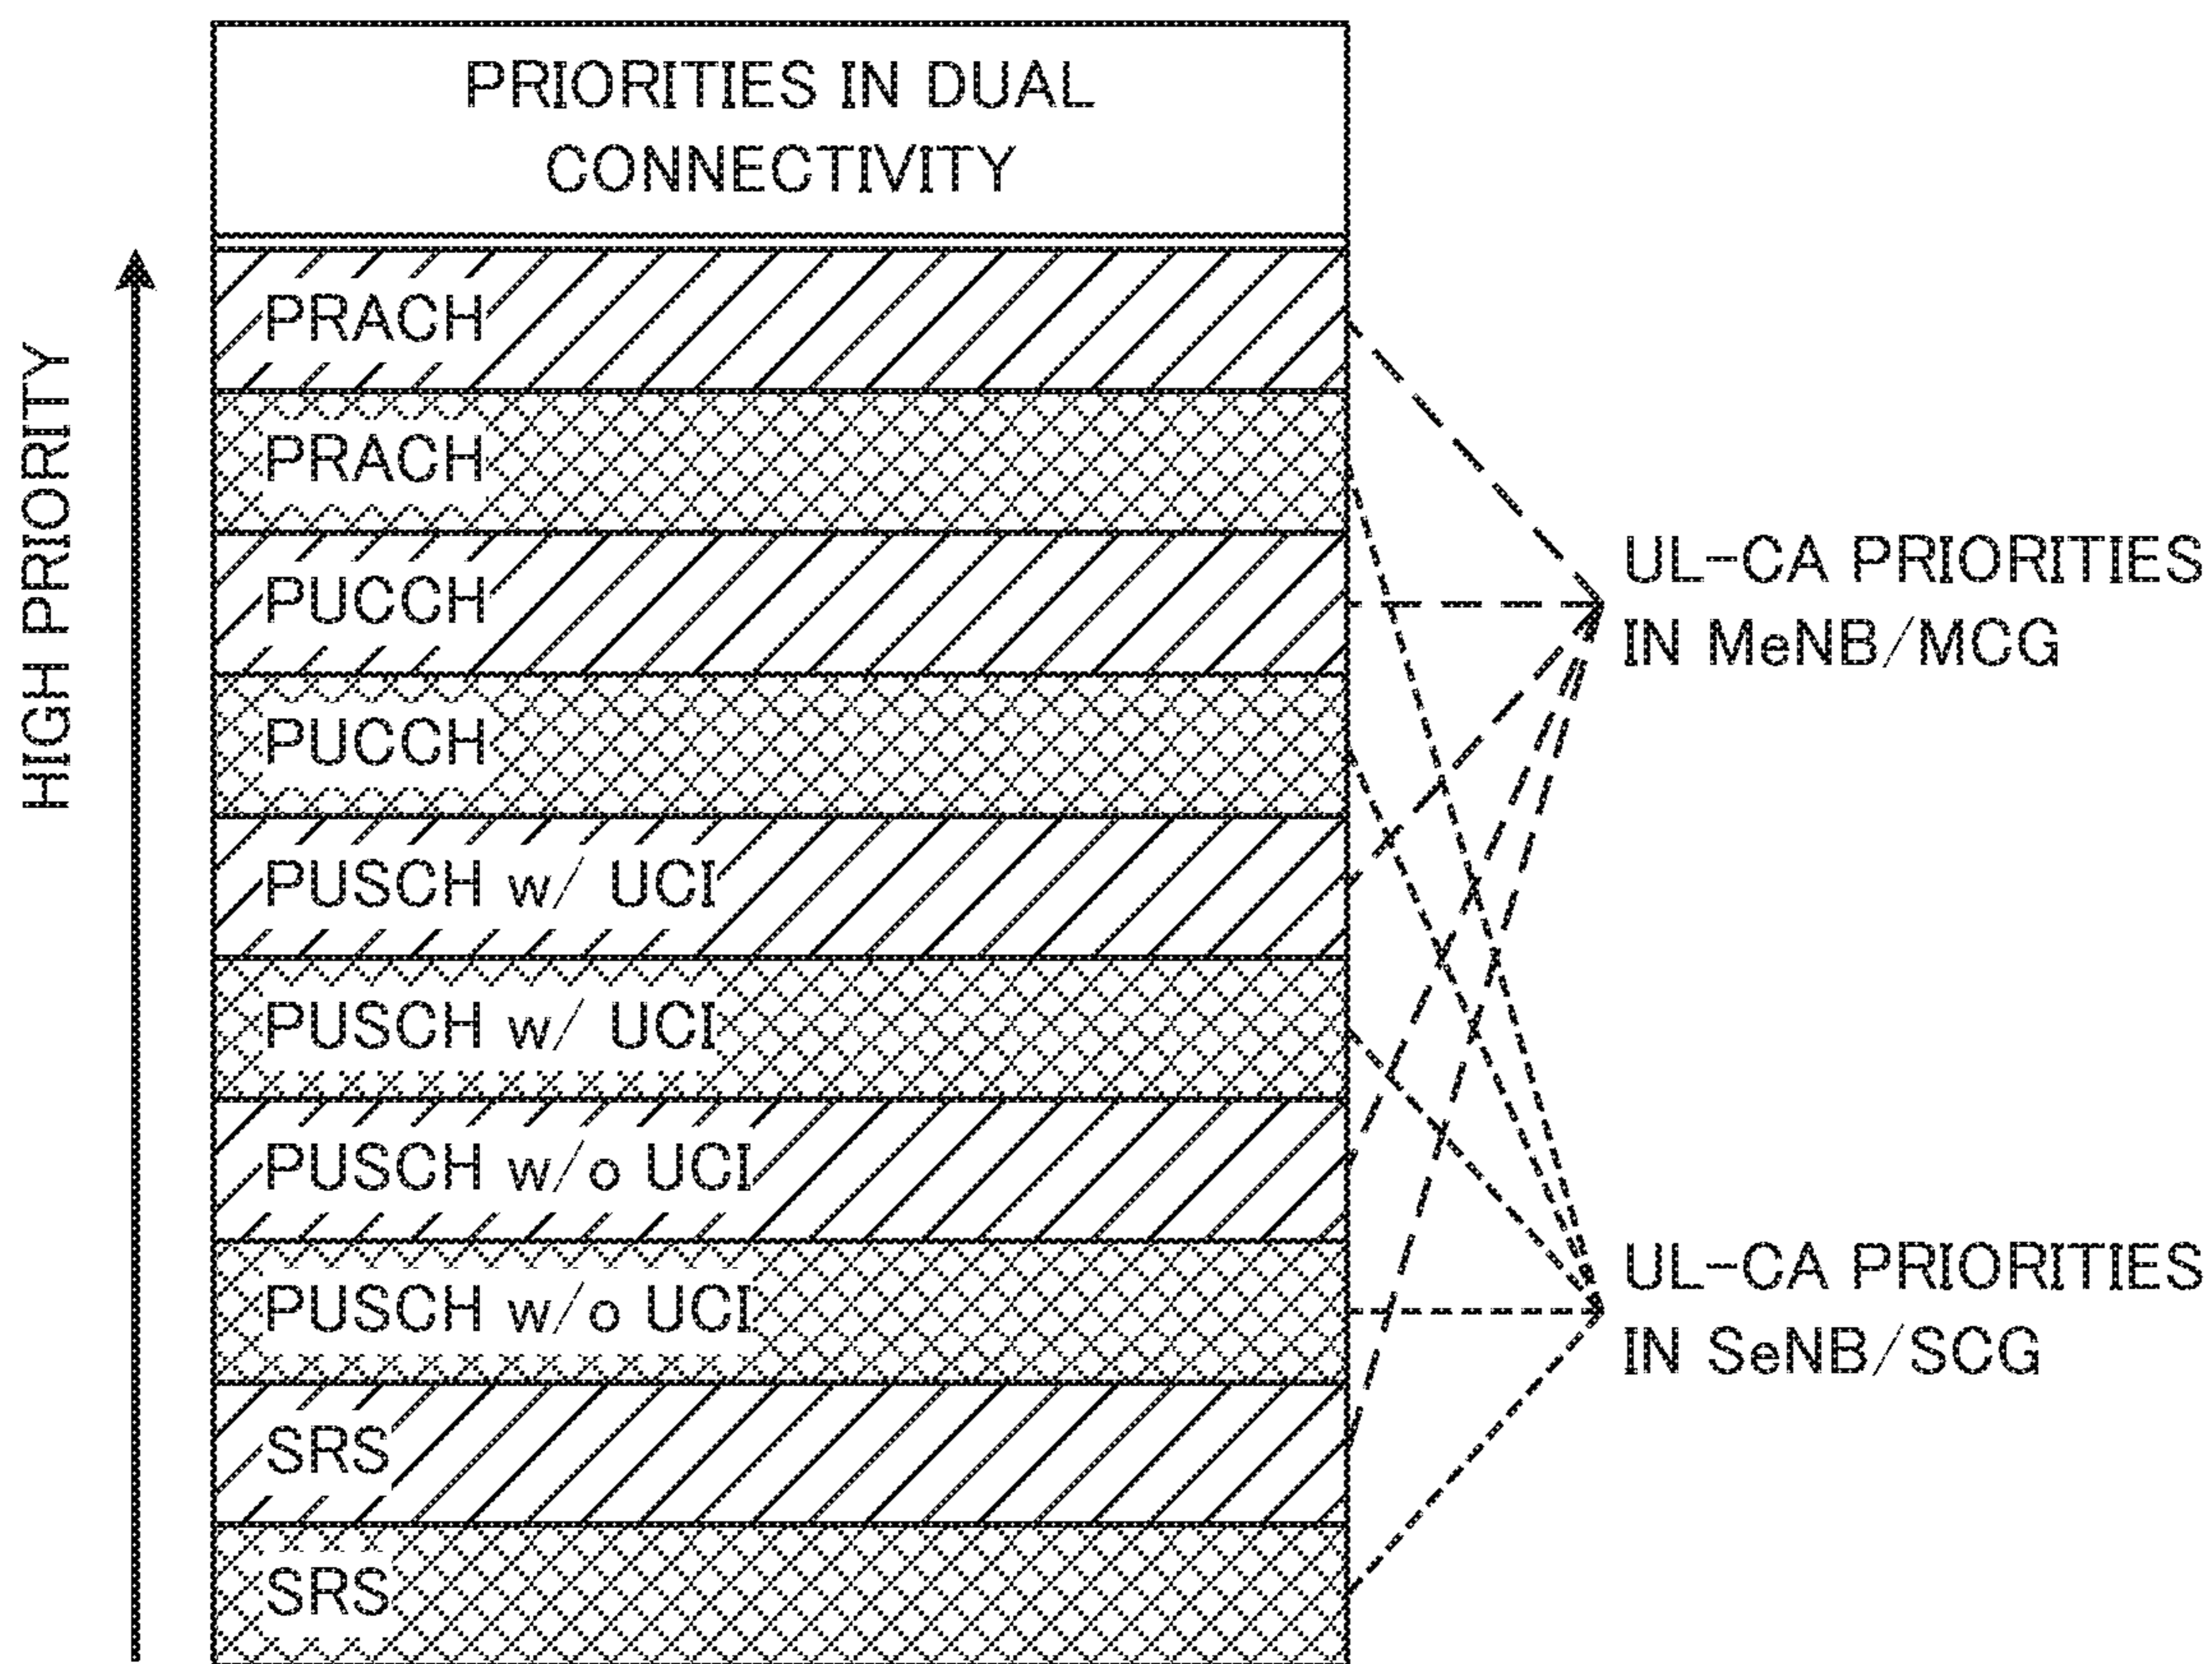 PRIORITIES IN DUAL
CONNECTIVITY
HIGH PRIORITY
PRACH
PRACH
PUCCH
PUCCH
PUSCH w/ UCI
PUSCH w/ UCI
PUSCH w/o UCI
PUSCH w/o UCI
SRS
SRS
UL-CA PRIORITIES
IN MeNB/MCG
UL-CA PRIORITIES
IN SeNB/SCG